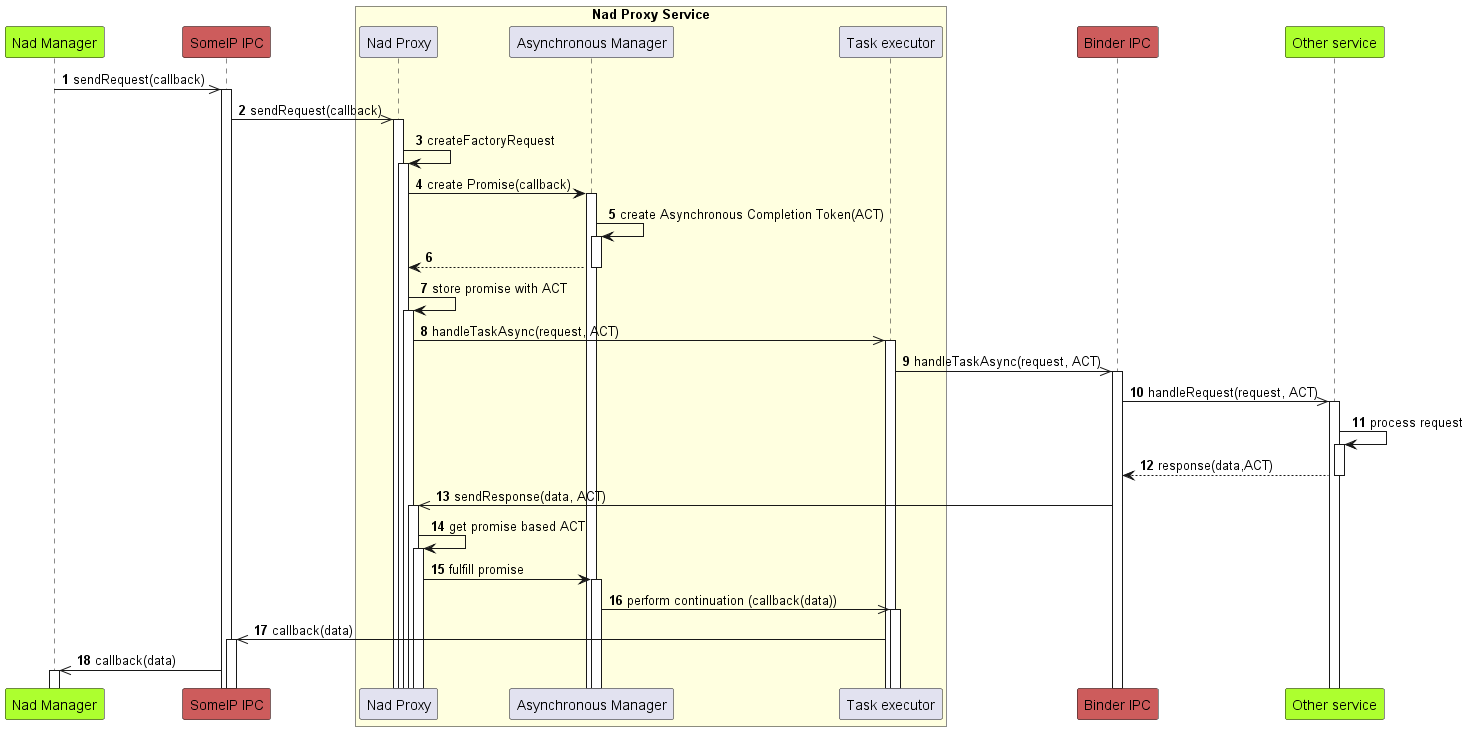 Nad Proxy Service
Nad Manager
SomeIP IPC
Nad Proxy
Asynchronous Manager
Task executor
Binder IPC
Other service
1 sendRequest(callback)
2 sendRequest(callback)
3 createFactoryRequest
4 create Promise(callback)
5 create Asynchronous Completion Token(ACT)
6
7 store promise with ACT
8 handleTaskAsync(request, ACT)
9 handleTaskAsync(request, ACT)
10 handleRequest(request, ACT)
11 process request
12 response(data,ACT)
13 sendResponse(data, ACT)
14 get promise based ACT
15 fulfill promise
16 perform continuation (callback(data))
17 callback(data)
18 callback(data)
Nad Manager
SomeIP IPC
Nad Proxy
Asynchronous Manager
Task executor
Binder IPC
Other service